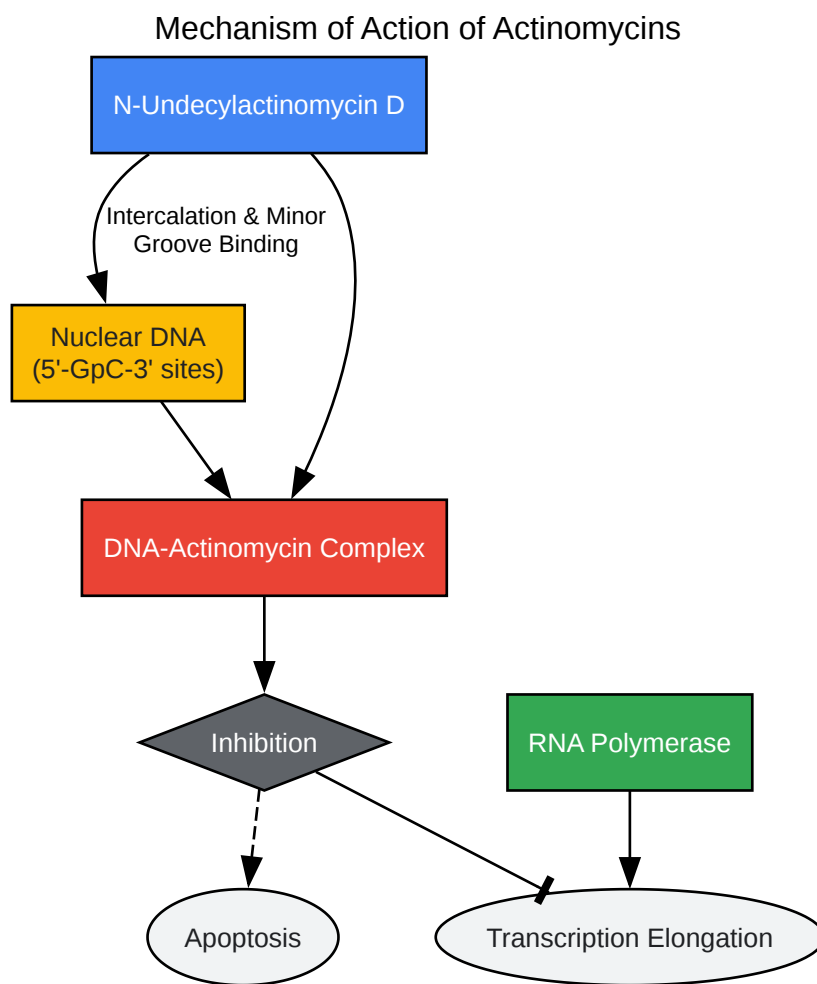 Mechanism of Action of Actinomycins
N-Undecylactinomycin D
Intercalation & Minor
Groove Binding
Nuclear DNA
(5'-GpC-3' sites)
DNA-Actinomycin Complex
Inhibition
RNA Polymerase
Apoptosis
Transcription Elongation